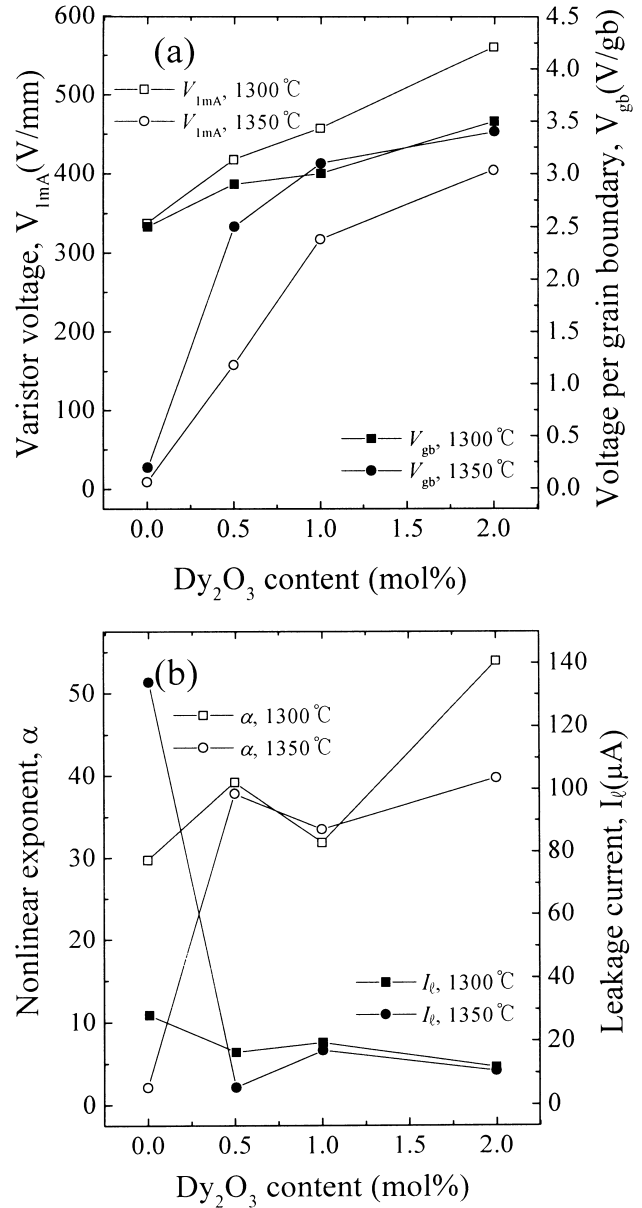 (a)
Varistor voltage, V1mA(V/mm)
600
500
400
300
200
100
0
V1mA, 1300℃
V1mA, 1350℃
Vgb, 1300℃
Vgb, 1350℃
4.5
4.0
3.5
3.0
2.5
2.0
1.5
1.0
0.5
0.0
Voltage per grain boundary, Vgb(V/gb)
0.0 0.5 1.0 2.0
Dy2O3 content (mol%)
(b)
Nonlinear exponent, α
50
40
30
20
10
0
α, 1300℃
α, 1350℃
Iℓ, 1300℃
Iℓ, 1350℃
140
120
100
80
60
40
20
0
Leakage current, Iℓ(μA)
0.0 0.5 1.0 2.0
Dy2O3 content (mol%)